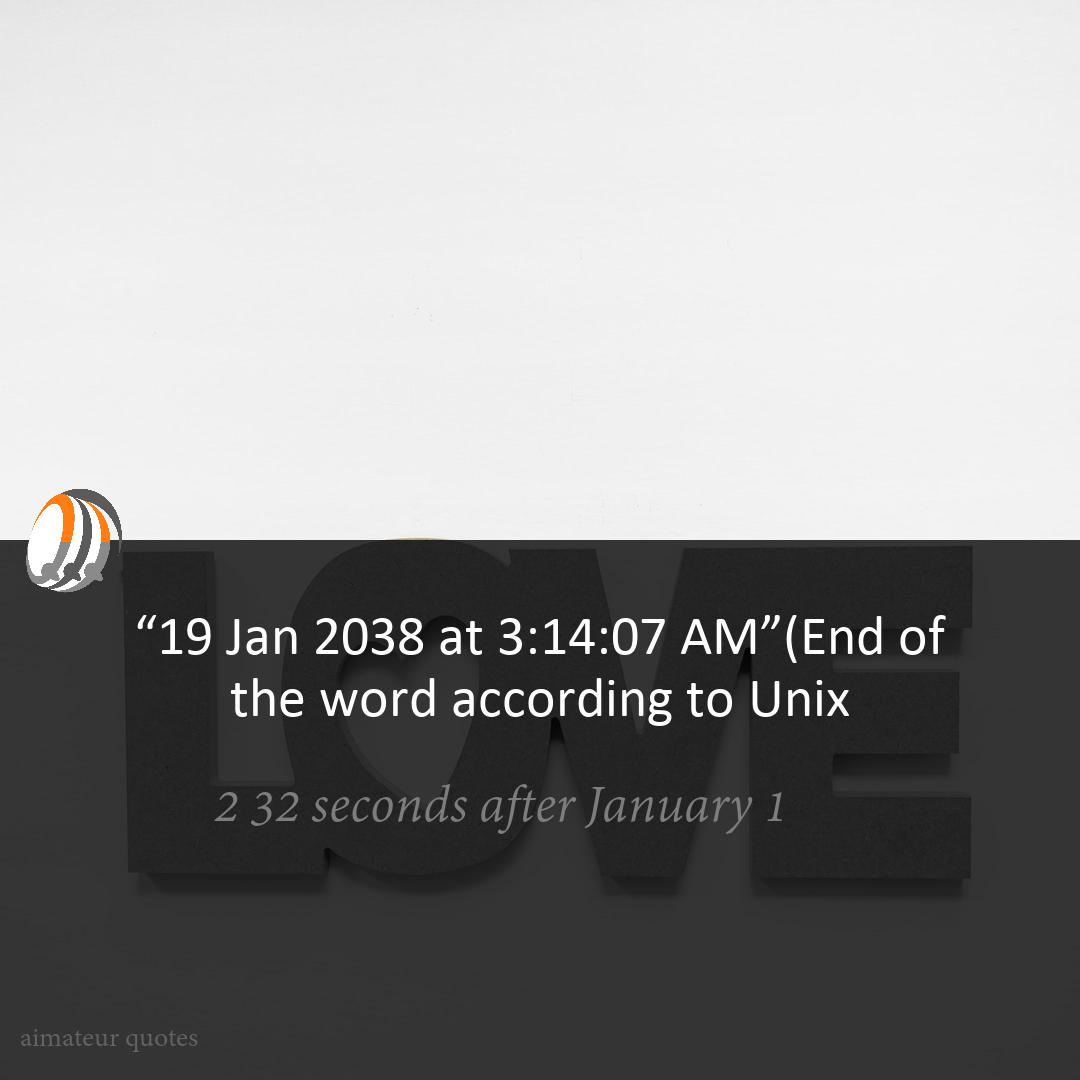 LOVE
“19 Jan 2038 at 3:14:07 AM”(End of
the word according to Unix
2 32 seconds after January 1
aimateur quotes